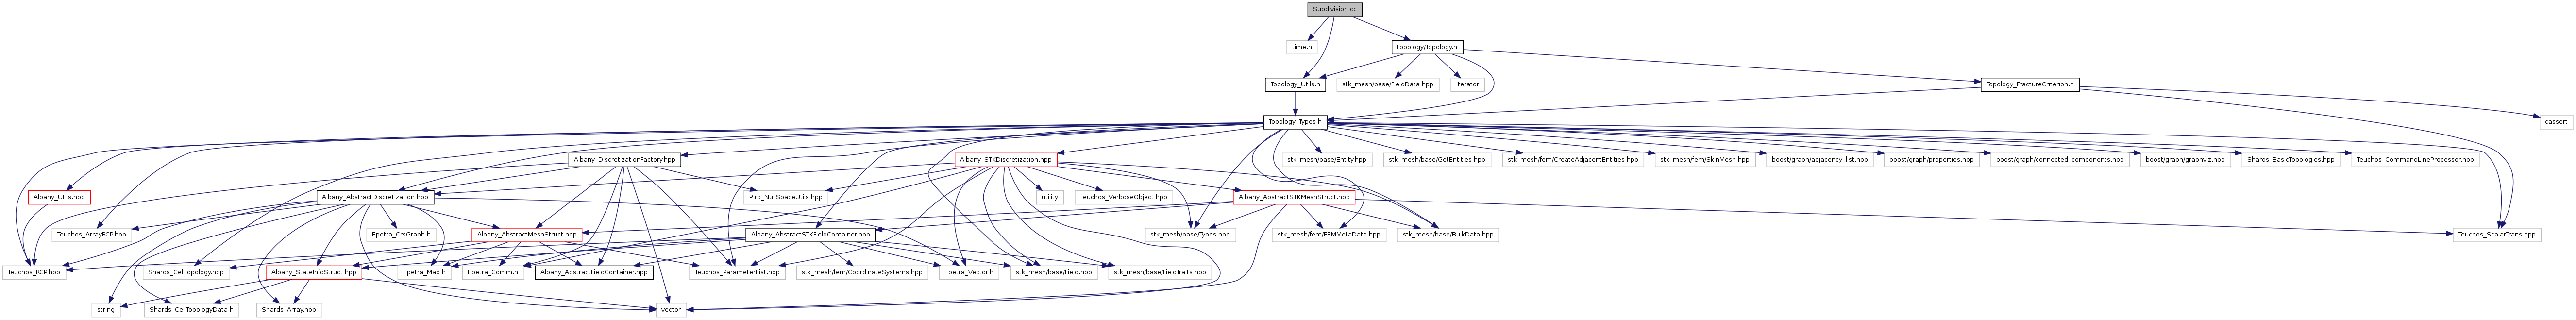 Subdivision.cc
time.h
topology/Topology.h
Topology_Utils.h
stk_mesh/base/FieldData.hpp
iterator
Topology_FractureCriterion.h
Topology_Types.h
cassert
Albany_DiscretizationFactory.hpp
Albany_STKDiscretization.hpp
stk_mesh/base/Entity.hpp
stk_mesh/base/GetEntities.hpp
stk_mesh/fem/CreateAdjacentEntities.hpp
stk_mesh/fem/SkinMesh.hpp
boost/graph/adjacency_list.hpp
boost/graph/properties.hpp
boost/graph/connected_components.hpp
boost/graph/graphviz.hpp
Shards_BasicTopologies.hpp
Teuchos_CommandLineProcessor.hpp
Albany_Utils.hpp
Albany_AbstractDiscretization.hpp
Piro_NullSpaceUtils.hpp
utility
Teuchos_VerboseObject.hpp
Albany_AbstractSTKMeshStruct.hpp
Teuchos_ArrayRCP.hpp
Epetra_CrsGraph.h
Albany_AbstractMeshStruct.hpp
Albany_AbstractSTKFieldContainer.hpp
stk_mesh/base/Types.hpp
stk_mesh/fem/FEMMetaData.hpp
stk_mesh/base/BulkData.hpp
Teuchos_ScalarTraits.hpp
Teuchos_RCP.hpp
Shards_CellTopology.hpp
Albany_StateInfoStruct.hpp
Epetra_Map.h
Epetra_Comm.h
Albany_AbstractFieldContainer.hpp
Teuchos_ParameterList.hpp
stk_mesh/fem/CoordinateSystems.hpp
Epetra_Vector.h
stk_mesh/base/Field.hpp
stk_mesh/base/FieldTraits.hpp
string
Shards_CellTopologyData.h
Shards_Array.hpp
vector